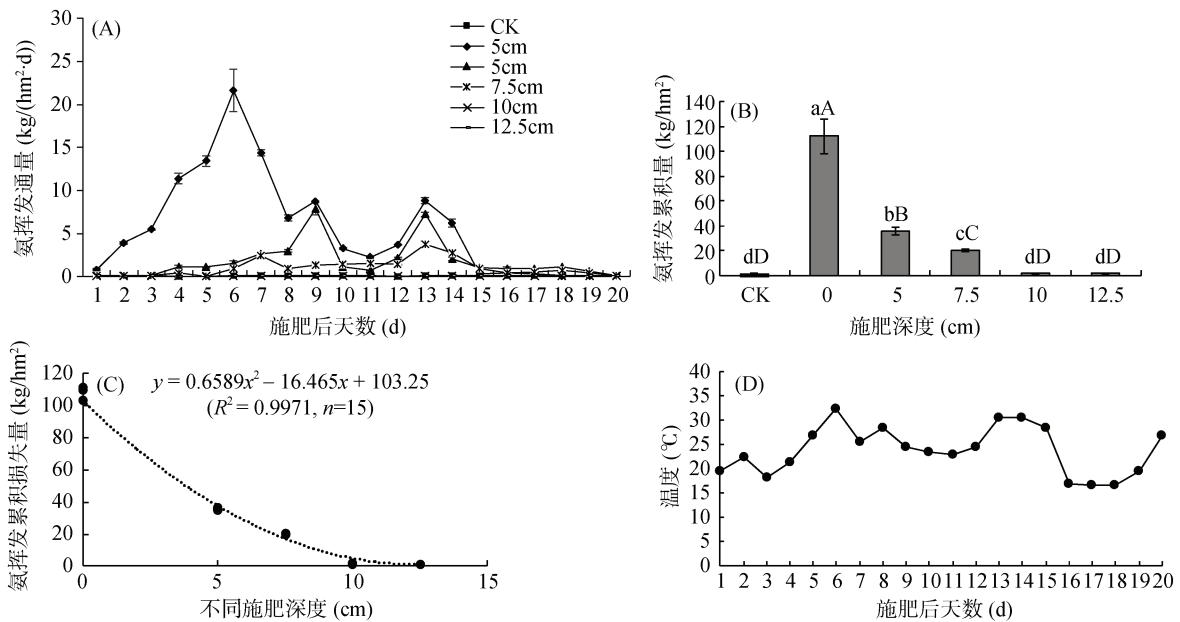 (A)
氨挥发通量 (kg/(hm²·d))
30
25
20
15
10
5
0
CK
5cm
5cm
7.5cm
10cm
12.5cm
1 2 3 4 5 6 7 8 9 10 11 12 13 14 15 16 17 18 19 20
施肥后天数 (d)
(B)
氨挥发累积量 (kg/hm²)
140
120
100
80
60
40
20
0
dD aA bB cC dD dD
CK 0 5 7.5 10 12.5
施肥深度 (cm)
(C)
氨挥发累积损失量 (kg/hm²)
120
100
80
60
40
20
0
y = 0.6589x² – 16.465x + 103.25
(R² = 0.9971, n=15)
0 5 10 15
不同施肥深度 (cm)
(D)
温度 (℃)
40
35
30
25
20
15
10
5
0
1 2 3 4 5 6 7 8 9 10 11 12 13 14 15 16 17 18 19 20
施肥后天数 (d)